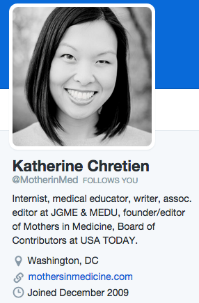 Katherine Chretien
@MotherinMed FOLLOWS YOU
Internist, medical educator, writer, assoc.
editor at JGME & MEDU, founder/editor
of Mothers in Medicine, Board of
Contributors at USA TODAY.
Washington, DC
mothersinmedicine.com
Joined December 2009